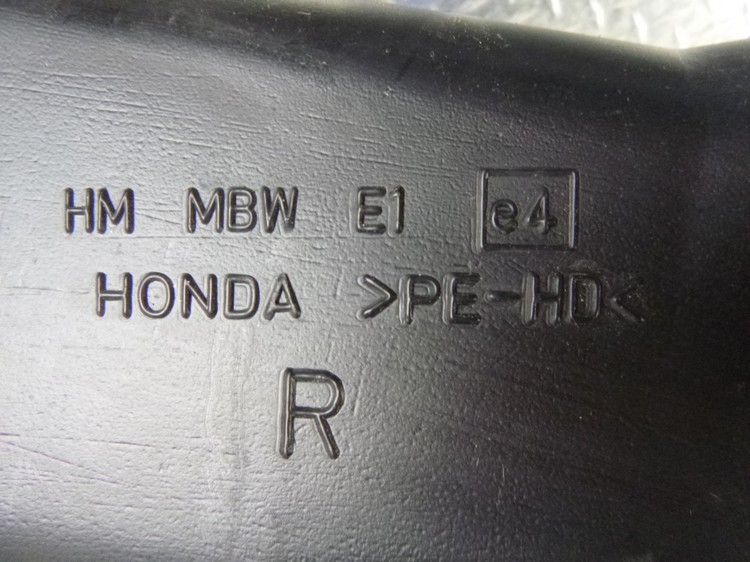 HM MBW E1 e4
HONDA >PE-HD<
R